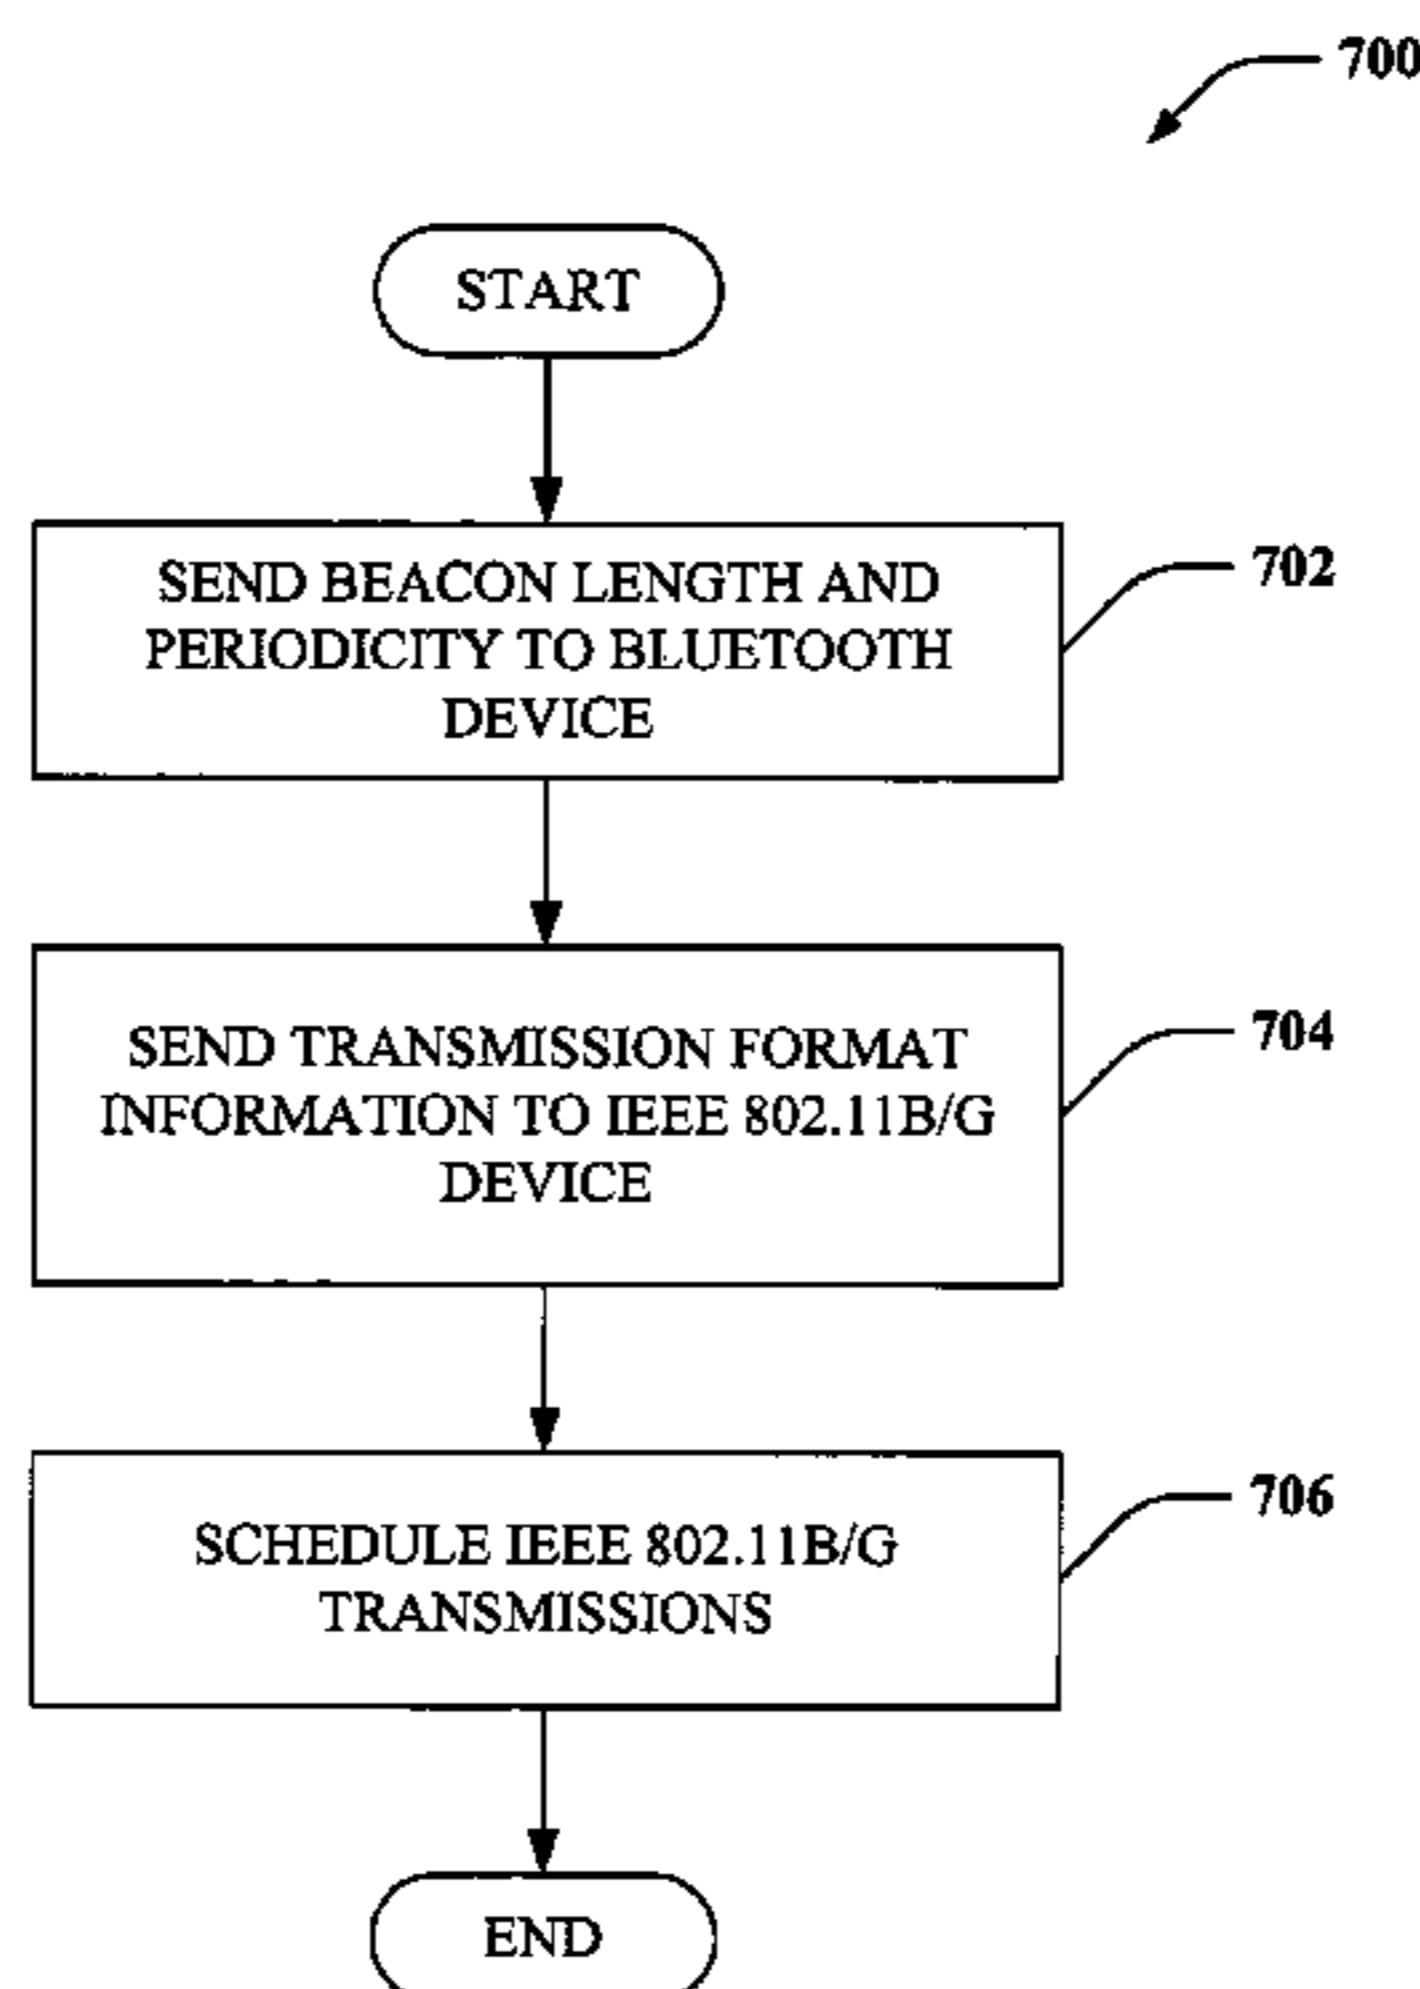 700
START
SEND BEACON LENGTH AND
PERIODICITY TO BLUETOOTH
DEVICE
702
SEND TRANSMISSION FORMAT
INFORMATION TO IEEE 802.11B/G
DEVICE
704
SCHEDULE IEEE 802.11B/G
TRANSMISSIONS
706
END